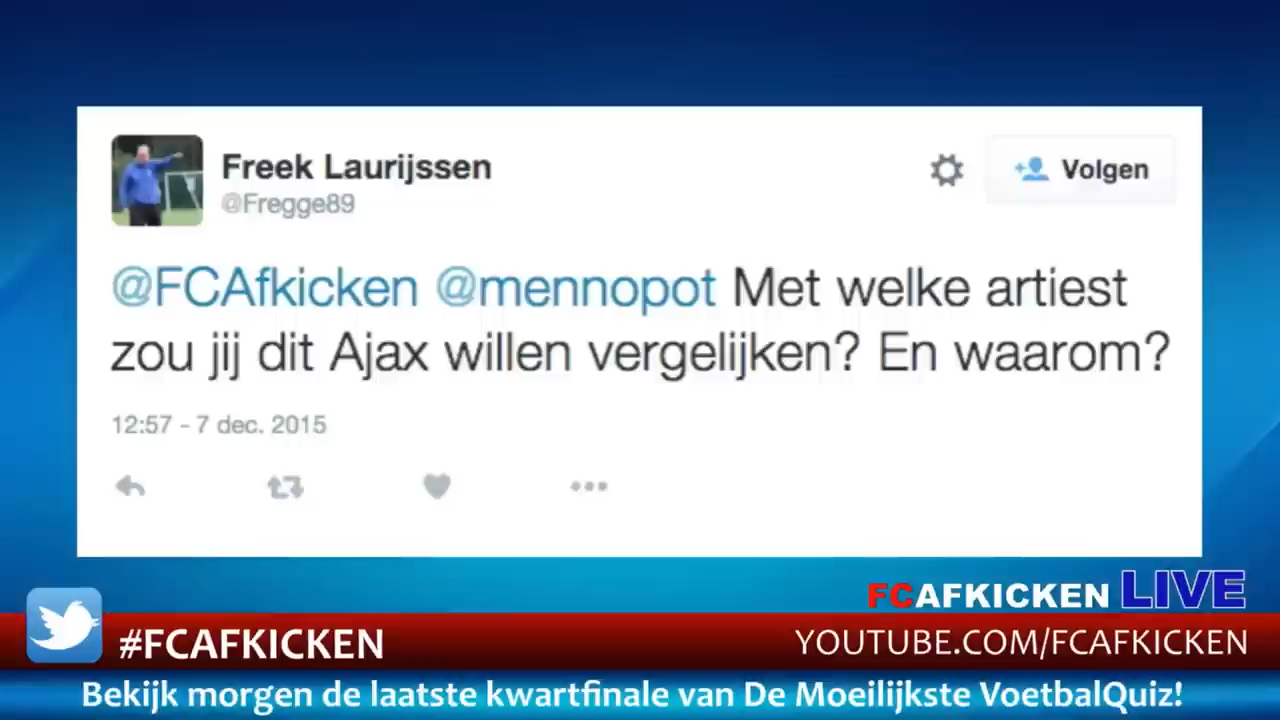 Freek Laurijssen
@Fregge89
Volgen
@FCAfkicken @mennopot Met welke artiest
zou jij dit Ajax willen vergelijken? En waarom?
12:57 - 7 dec. 2015
FCAFKICKEN LIVE
#FCAFKICKEN
YOUTUBE.COM/FCAFKICKEN
Bekijk morgen de laatste kwartfinale van De Moeilijkste VoetbalQuiz!